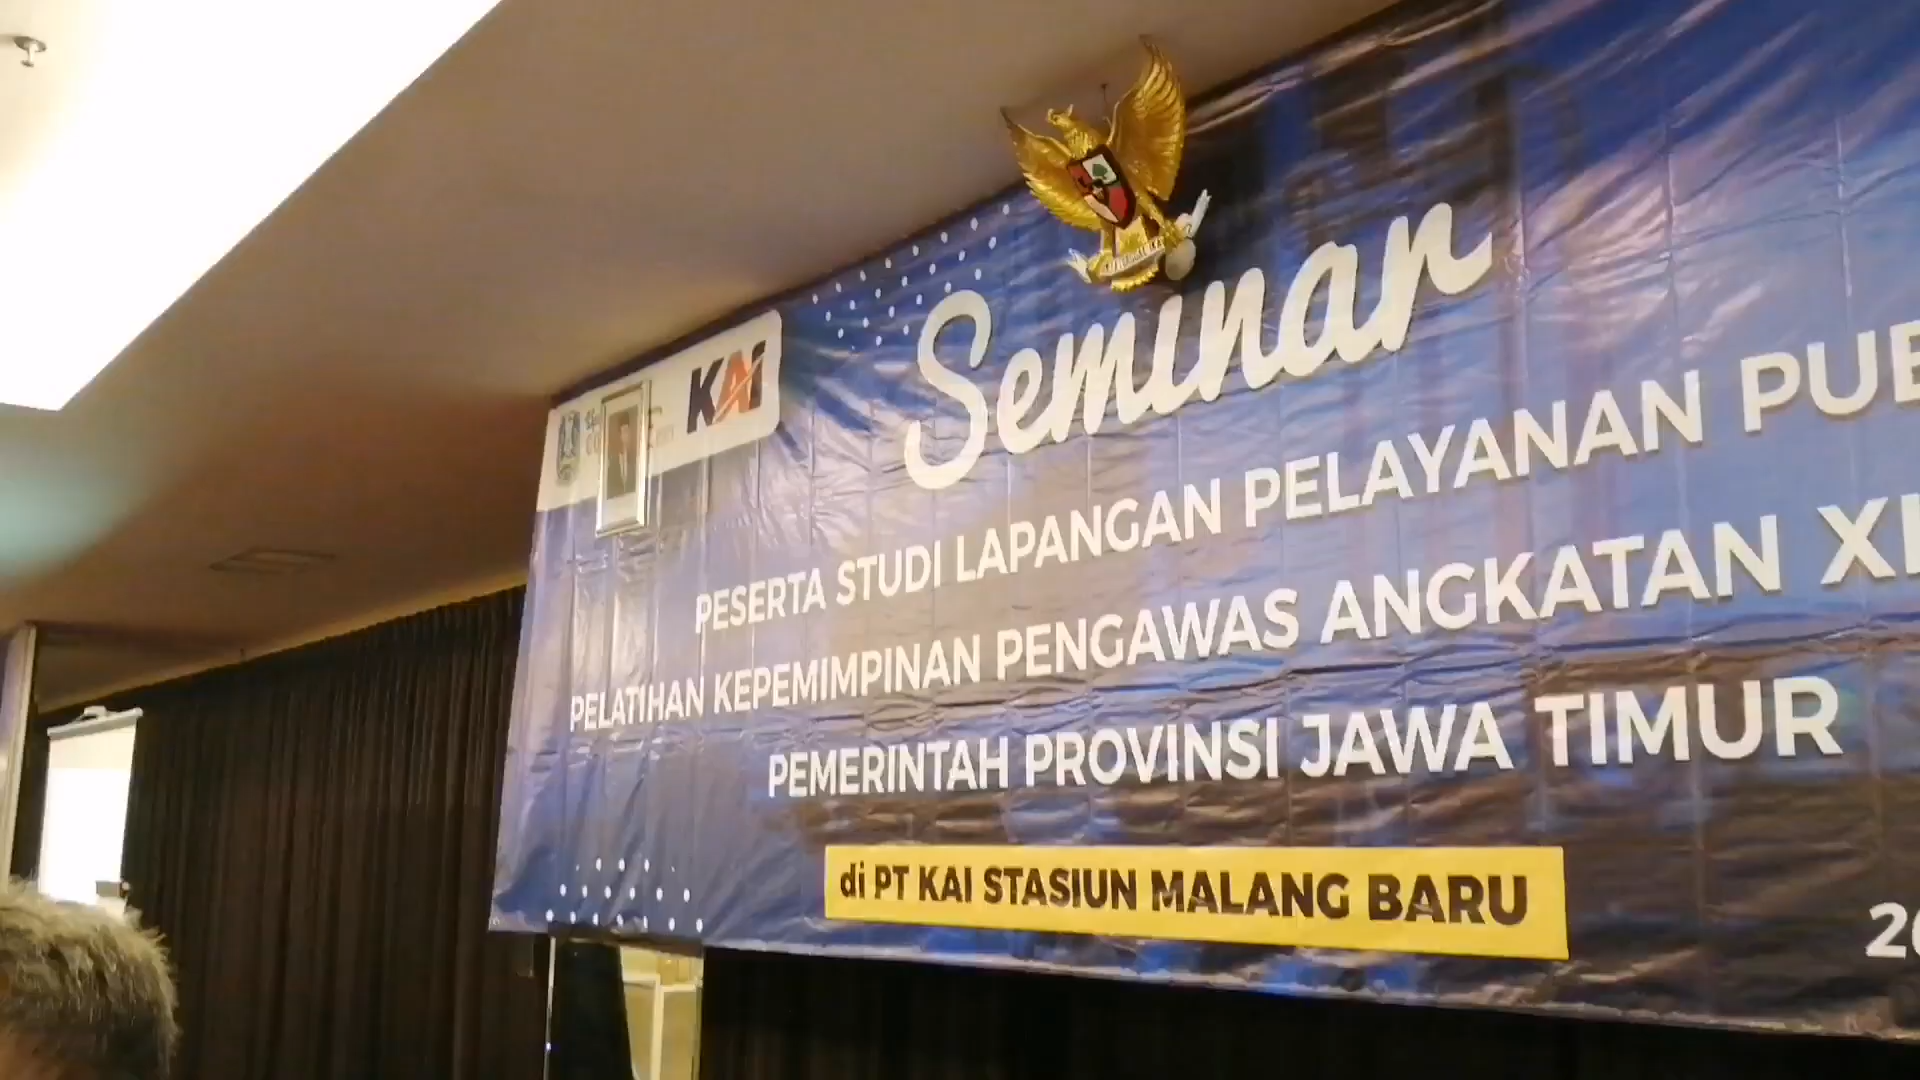 KAI
Seminar
PESERTA STUDI LAPANGAN PELAYANAN
PELATIHAN KEPEMIMPINAN PENGAWAS ANGKATAN
PEMERINTAH PROVINSI JAWA TIMUR
di PT KAI STASIUN MALANG BARU